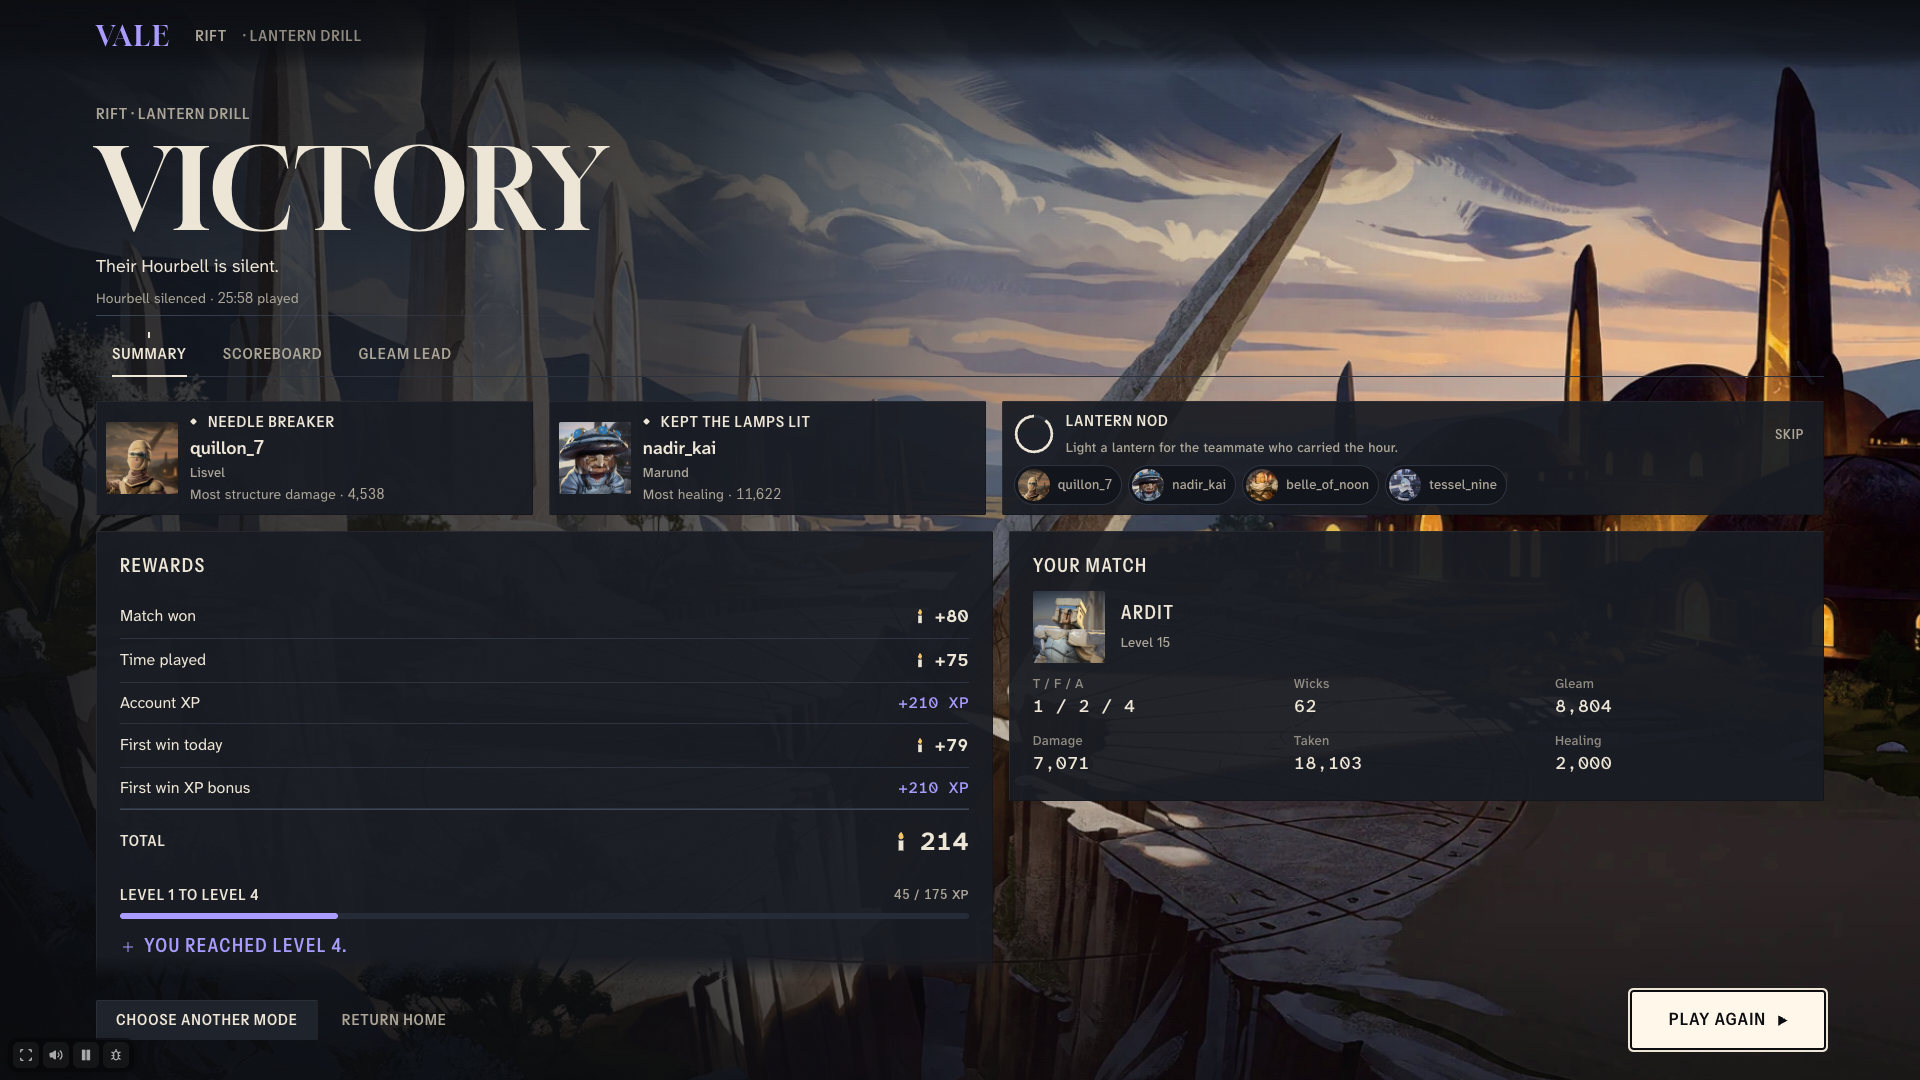 VALE RIFT · LANTERN DRILL
RIFT · LANTERN DRILL
VICTORY
Their Hourbell is silent.
Hourbell silenced · 25:58 played
SUMMARY SCOREBOARD GLEAM LEAD
NEEDLE BREAKER
quillon_7
Lisvel
Most structure damage · 4,538
KEPT THE LAMPS LIT
nadir_kai
Marund
Most healing · 11,622
LANTERN NOD
Light a lantern for the teammate who carried the hour.
SKIP
quillon_7 nadir_kai belle_of_noon tessel_nine
REWARDS
Match won +80
Time played +75
Account XP +210 XP
First win today +79
First win XP bonus +210 XP
TOTAL 214
LEVEL 1 TO LEVEL 4 45 / 175 XP
+ YOU REACHED LEVEL 4.
YOUR MATCH
ARDIT
Level 15
T / F / A Wicks Gleam
1 / 2 / 4 62 8,804
Damage Taken Healing
7,071 18,103 2,000
CHOOSE ANOTHER MODE RETURN HOME
PLAY AGAIN